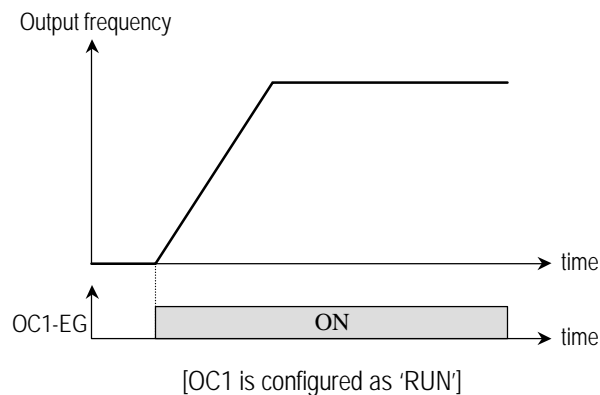 Output frequency
time
OC1-EG
ON
time
[OC1 is configured as ‘RUN’]